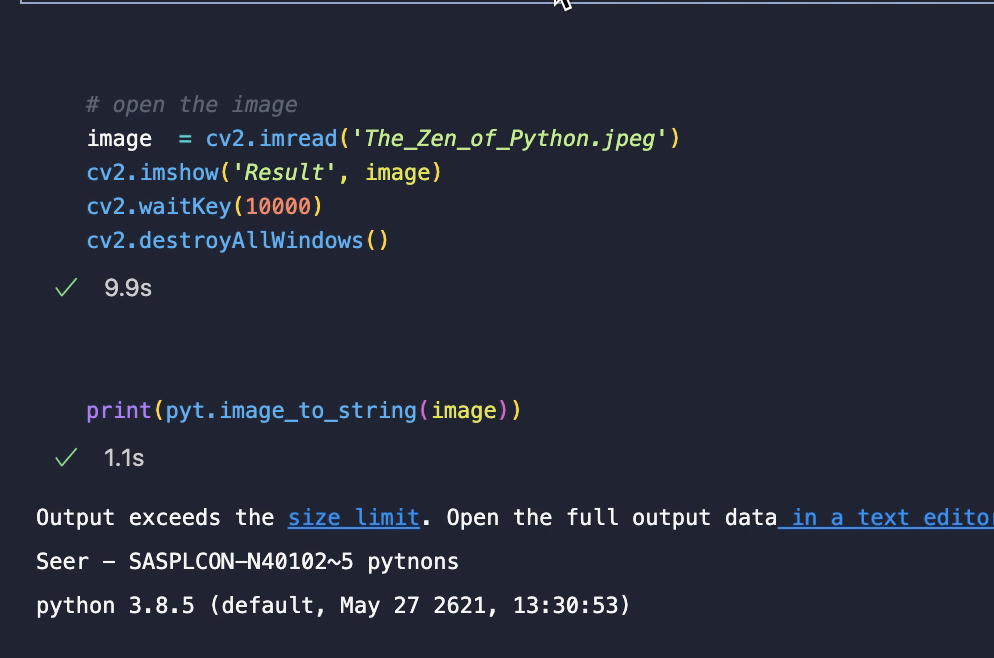 # open the image
image  = cv2.imread('The_Zen_of_Python.jpeg')
cv2.imshow('Result', image)
cv2.waitKey(10000)
cv2.destroyAllWindows()
9.9s
print(pyt.image_to_string(image))
1.1s
Output exceeds the size limit. Open the full output data in a text editor
Seer – SASPLCON–N40102~5 pytnons
python 3.8.5 (default, May 27 2621, 13:30:53)